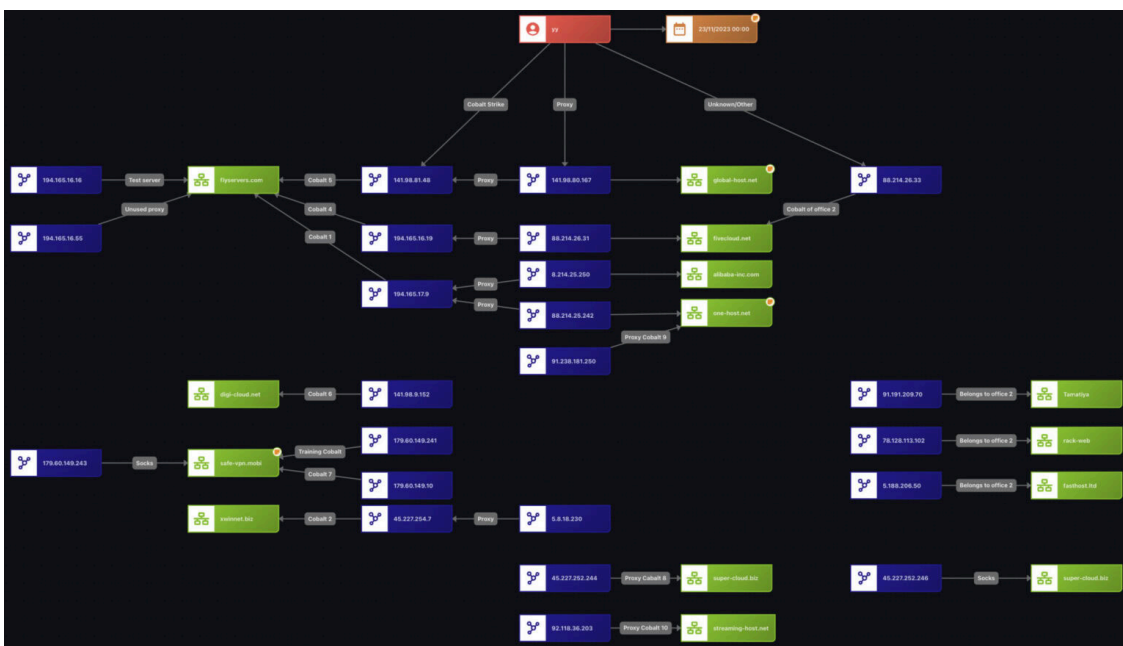 yy
23/11/2023 00:00
Cobalt Strike
Proxy
Unknown/Other
194.165.16.16
Test server
flyservers.com
Cobalt 5
141.98.81.48
Proxy
141.98.80.167
global-host.net
88.214.26.33
Unused proxy
Cobalt 4
Cobalt of office 2
194.165.16.55
Cobalt 1
194.165.16.19
Proxy
88.214.26.31
firecloud.net
194.165.17.9
Proxy
8.214.25.250
alibaba-inc.com
Proxy
88.214.25.242
one-host.net
Proxy Cobalt 9
91.238.181.250
digi-cloud.net
Cobalt 6
141.98.9.152
91.191.209.70
Belongs to office 2
Tamatiya
179.60.149.243
Socks
safe-vpn.mobi
Training Cobalt
179.60.149.241
78.128.113.102
Belongs to office 2
rack-web
Cobalt 7
179.60.149.10
5.188.206.50
Belongs to office 2
fasthost.ltd
xwinnet.biz
Cobalt 2
45.227.254.7
Proxy
5.8.18.230
45.227.252.244
Proxy Cabalt 8
super-cloud.biz
45.227.252.246
Socks
super-cloud.biz
92.118.36.203
Proxy Cobalt 10
streaming-host.net